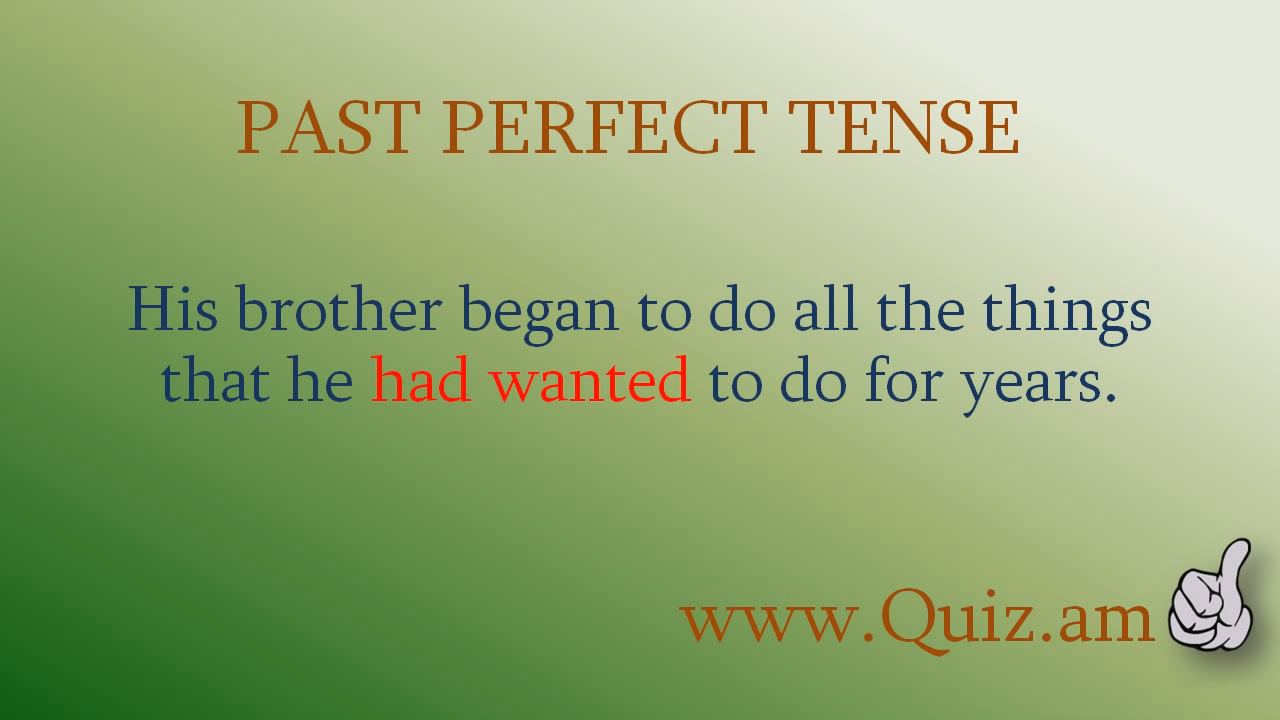 PAST PERFECT TENSE
His brother began to do all the things
that he had wanted to do for years.
www.Quiz.am